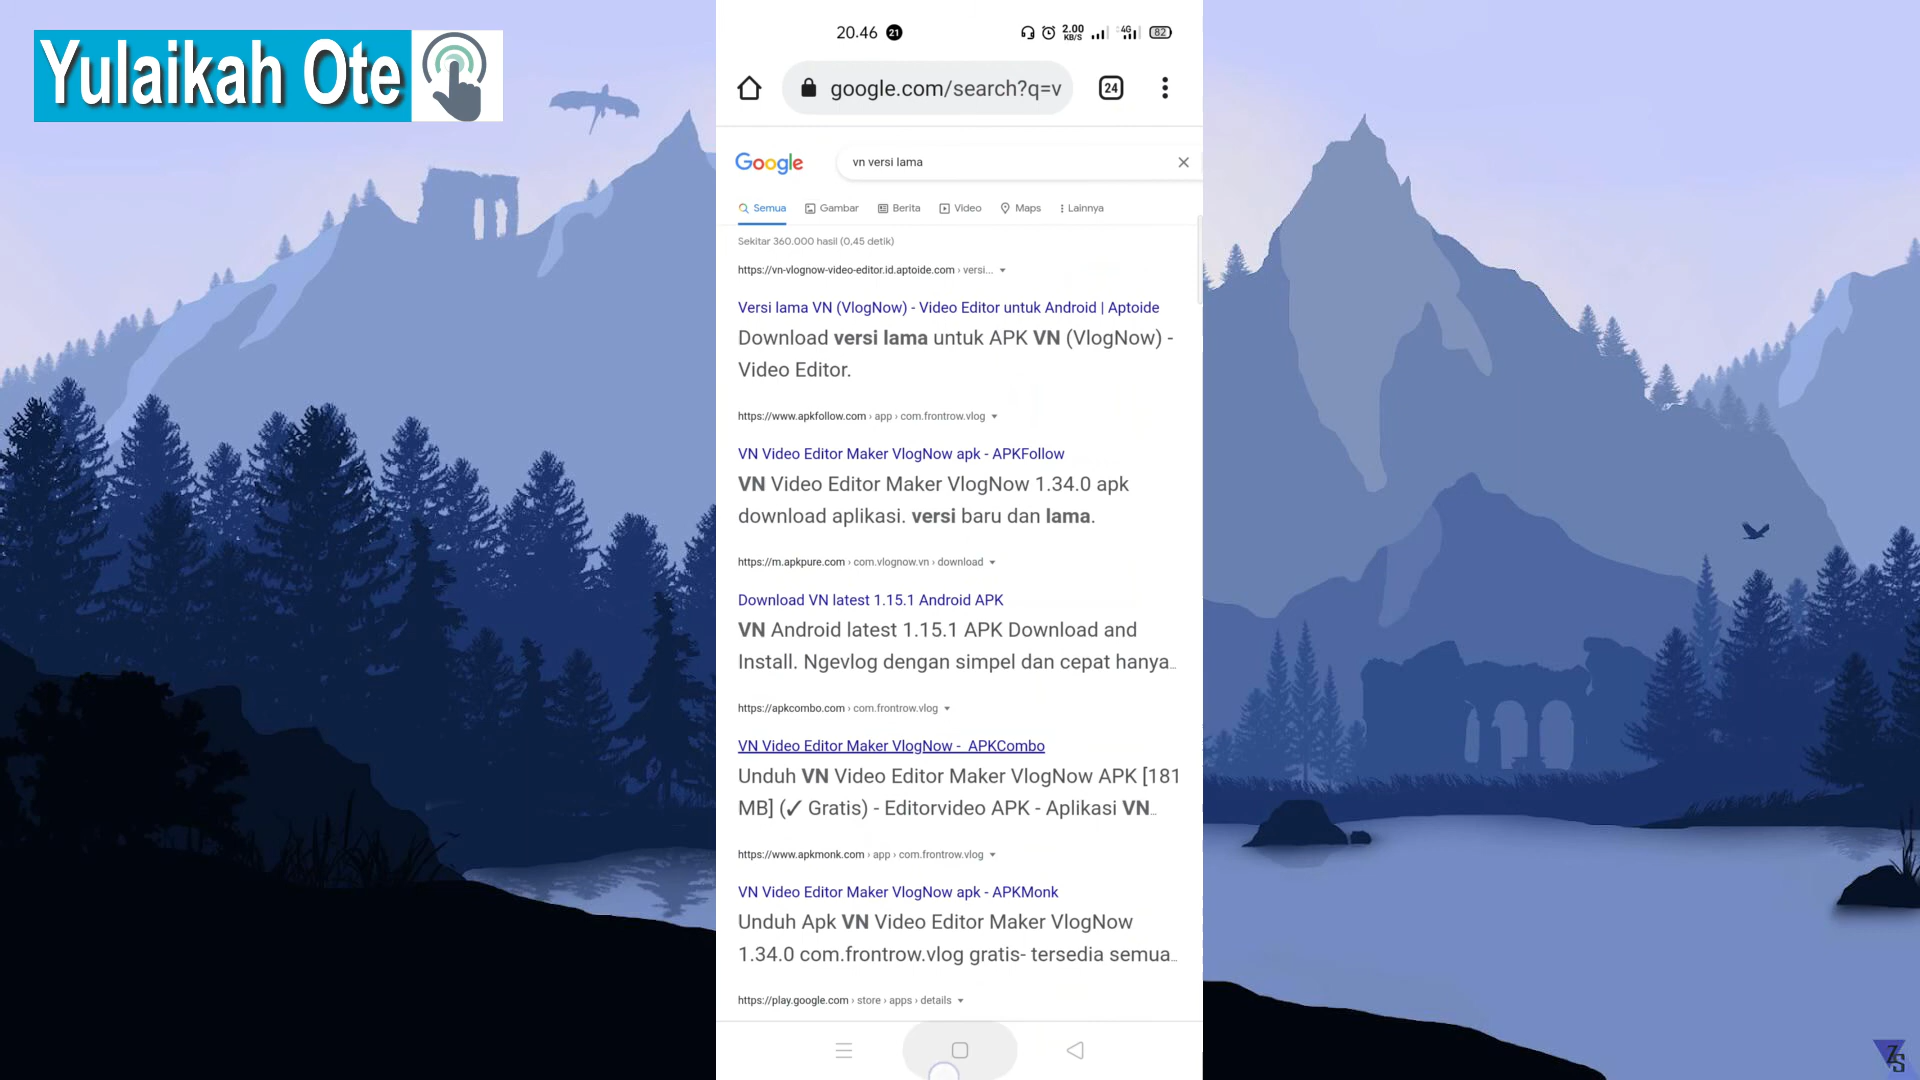 Yulaikah Ote
20.46 21 2.00 KB/S 4G 82
google.com/search?q=v 24
Google vn versi lama
Semua Gambar Berita Video Maps Lainnya
Sekitar 360.000 hasil (0,45 detik)
https://vn-vlognow-video-editor.id.aptoide.com › versi...
Versi lama VN (VlogNow) - Video Editor untuk Android | Aptoide
Download versi lama untuk APK VN (VlogNow) -
Video Editor.
https://www.apkfollow.com › app › com.frontrow.vlog
VN Video Editor Maker VlogNow apk - APKFollow
VN Video Editor Maker VlogNow 1.34.0 apk
download aplikasi. versi baru dan lama.
https://m.apkpure.com › com.vlognow.vn › download
Download VN latest 1.15.1 Android APK
VN Android latest 1.15.1 APK Download and
Install. Ngevlog dengan simpel dan cepat hanya...
https://apkcombo.com › com.frontrow.vlog
VN Video Editor Maker VlogNow - APKCombo
Unduh VN Video Editor Maker VlogNow APK [181
MB] (✓ Gratis) - Editorvideo APK - Aplikasi VN...
https://www.apkmonk.com › app › com.frontrow.vlog
VN Video Editor Maker VlogNow apk - APKMonk
Unduh Apk VN Video Editor Maker VlogNow
1.34.0 com.frontrow.vlog gratis- tersedia semua...
https://play.google.com › store › apps › details
ZS